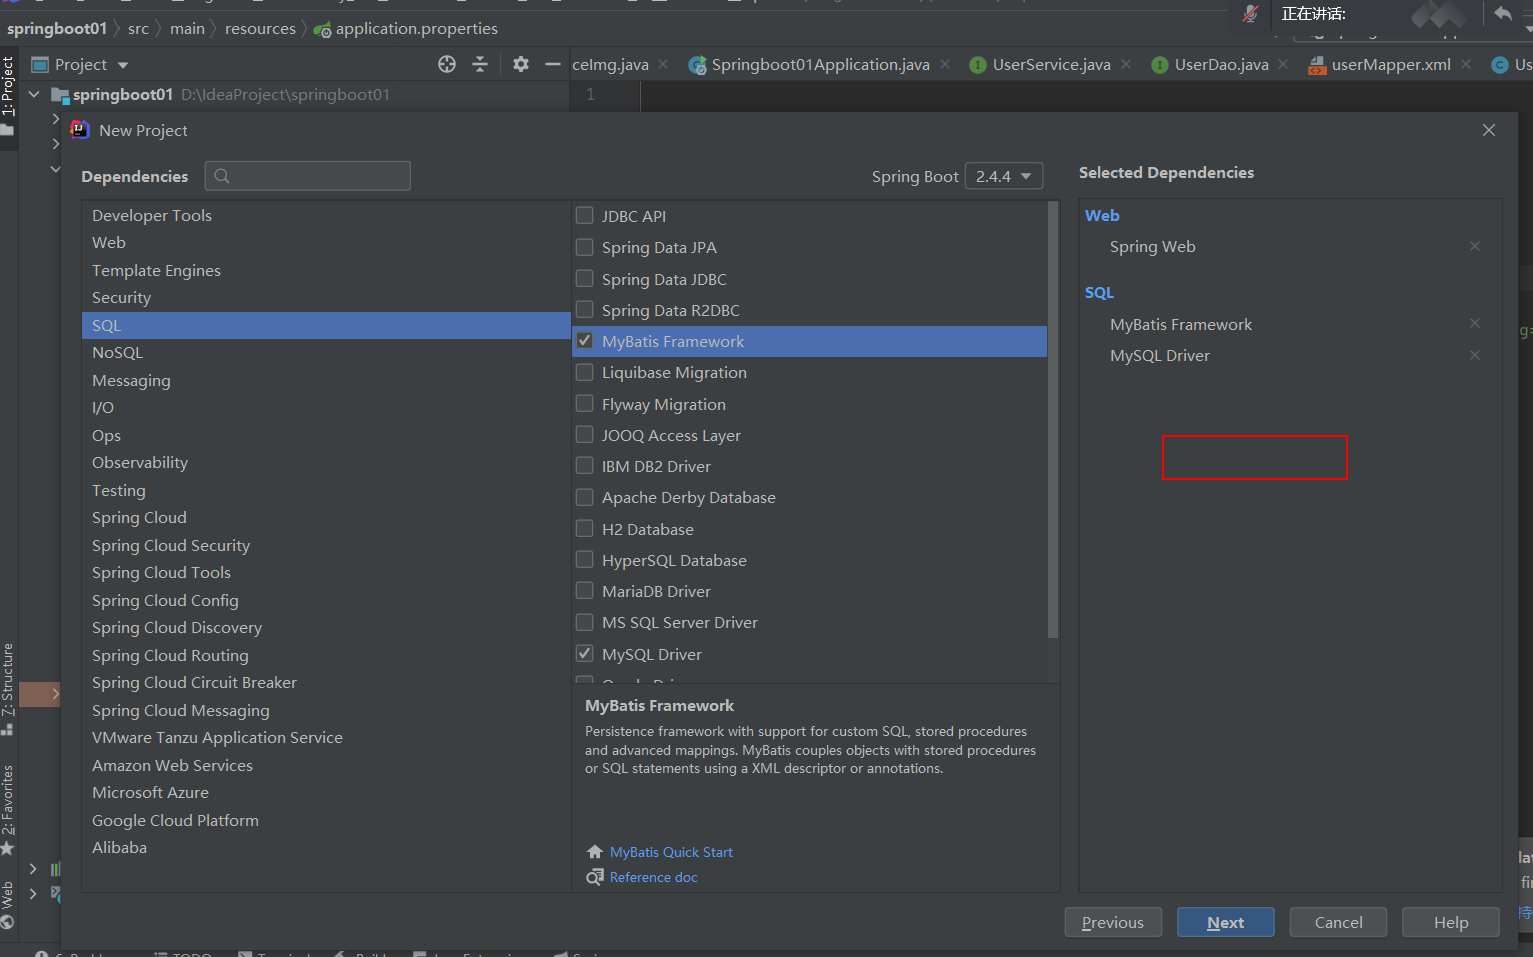 正在讲话:
springboot01 src main resources application.properties
Project
ceImg.java Springboot01Application.java UserService.java UserDao.java userMapper.xml Us
1: Project
springboot01 D:\IdeaProject\springboot01
1
New Project
Dependencies
Spring Boot 2.4.4
Selected Dependencies
Developer Tools
Web
Template Engines
Security
SQL
NoSQL
Messaging
I/O
Ops
Observability
Testing
Spring Cloud
Spring Cloud Security
Spring Cloud Tools
Spring Cloud Config
Spring Cloud Discovery
Spring Cloud Routing
Spring Cloud Circuit Breaker
Spring Cloud Messaging
VMware Tanzu Application Service
Amazon Web Services
Microsoft Azure
Google Cloud Platform
Alibaba
JDBC API
Spring Data JPA
Spring Data JDBC
Spring Data R2DBC
MyBatis Framework
Liquibase Migration
Flyway Migration
JOOQ Access Layer
IBM DB2 Driver
Apache Derby Database
H2 Database
HyperSQL Database
MariaDB Driver
MS SQL Server Driver
MySQL Driver
MyBatis Framework
Persistence framework with support for custom SQL, stored procedures
and advanced mappings. MyBatis couples objects with stored procedures
or SQL statements using a XML descriptor or annotations.
MyBatis Quick Start
Reference doc
Web
Spring Web
SQL
MyBatis Framework
MySQL Driver
g=
lat
fin
持
Previous Next Cancel Help
Z: Structure
2: Favorites
Web